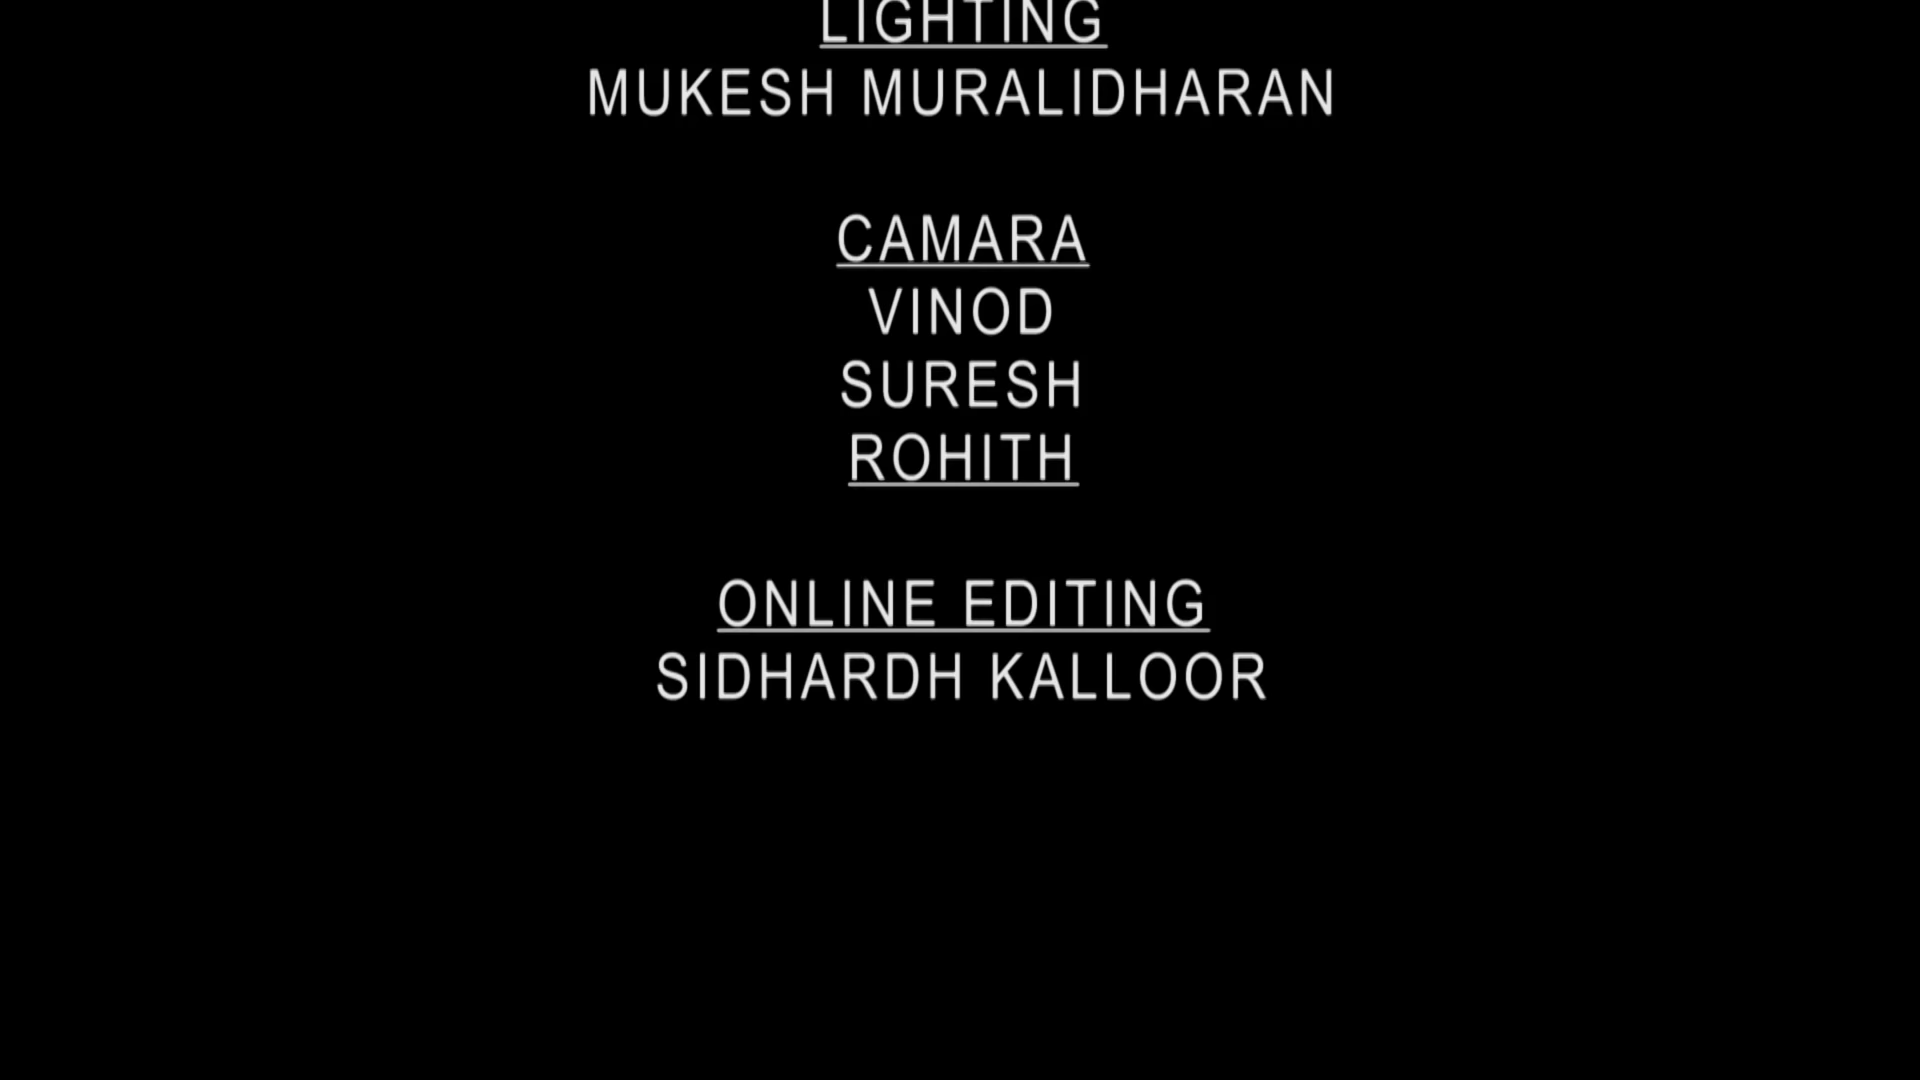 LIGHTING
MUKESH MURALIDHARAN
CAMARA
VINOD
SURESH
ROHITH
ONLINE EDITING
SIDHARDH KALLOOR